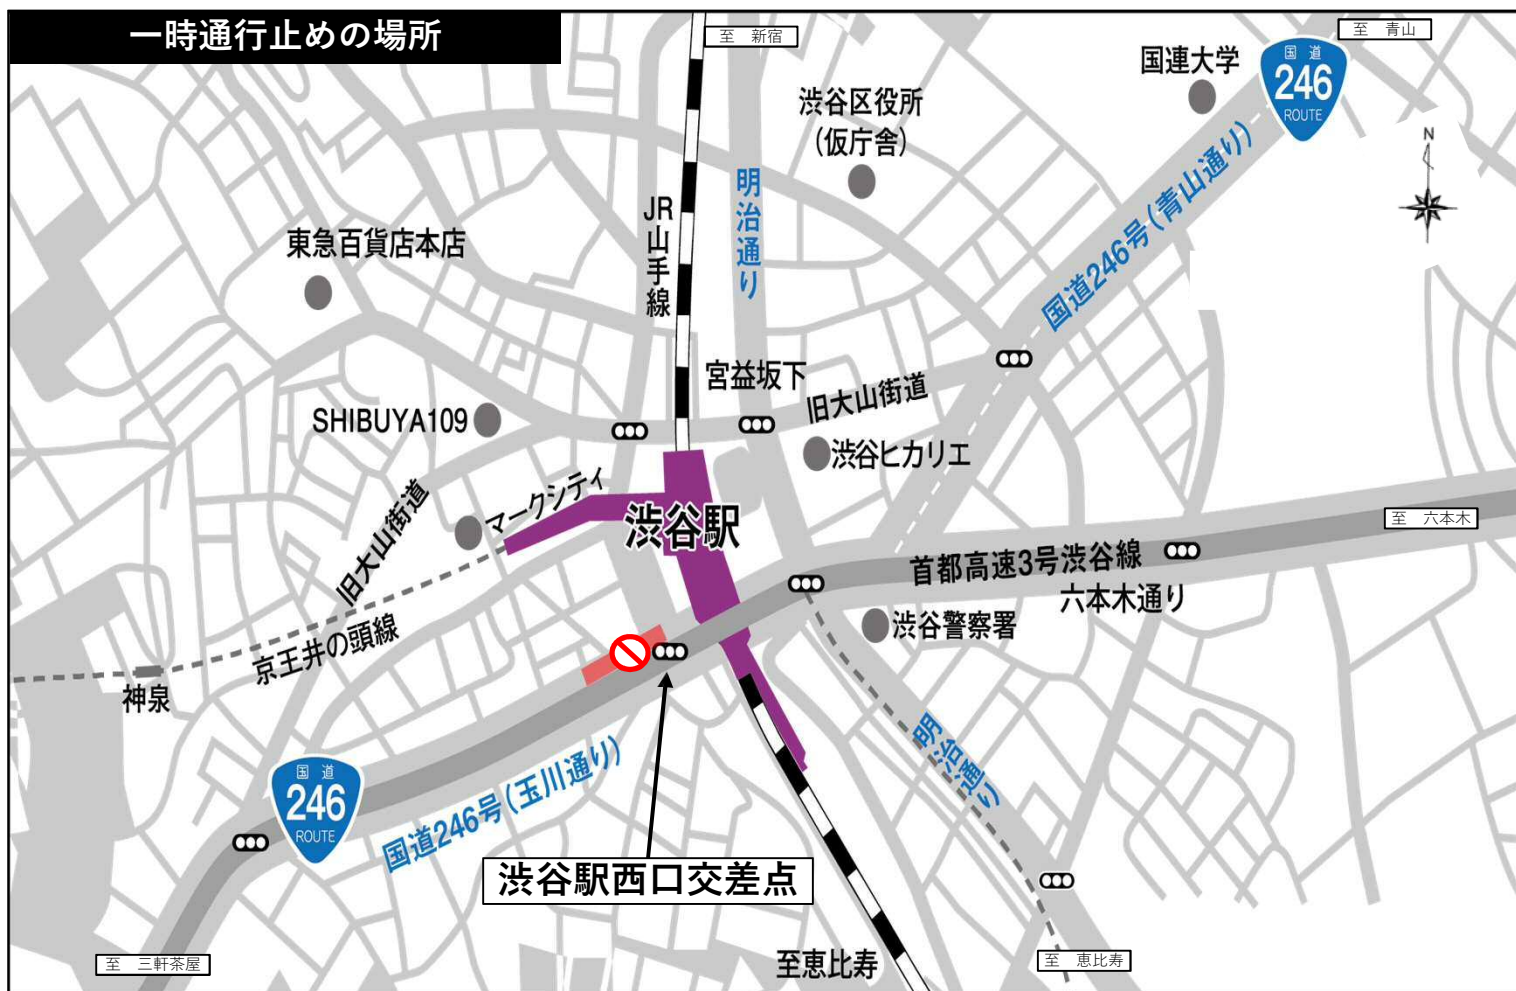 一時通行止めの場所
至 新宿
至 青山
国道
246
ROUTE
国連大学
渋谷区役所
(仮庁舎)
N
明治通り
JR山手線
国道246号(青山通り)
東急百貨店本店
宮益坂下
旧大山街道
SHIBUYA109
渋谷ヒカリエ
マークシティ
旧大山街道
渋谷駅
至 六本木
首都高速3号渋谷線
六本木通り
渋谷警察署
京王井の頭線
神泉
明治通り
国道
246
ROUTE
国道246号(玉川通り)
渋谷駅西口交差点
至 三軒茶屋
至恵比寿
至 恵比寿